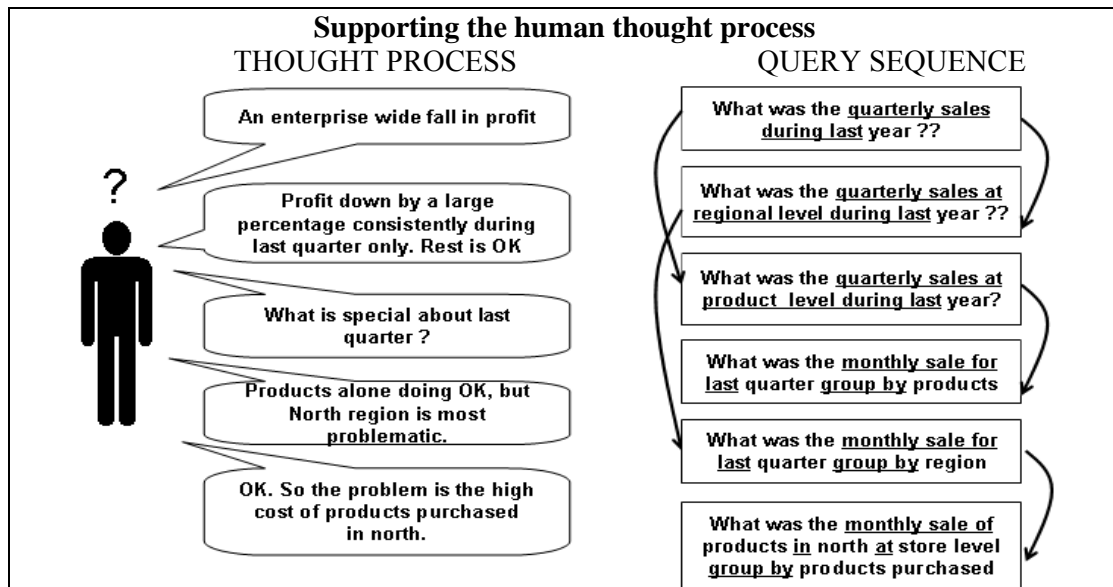 Supporting the human thought process
THOUGHT PROCESS
QUERY SEQUENCE
An enterprise wide fall in profit
?
Profit down by a large
percentage consistently during
last quarter only. Rest is OK
What is special about last
quarter ?
Products alone doing OK, but
North region is most
problematic.
OK. So the problem is the high
cost of products purchased
in north.
What was the quarterly sales
during last year ??
What was the quarterly sales at
regional level during last year ??
What was the quarterly sales at
product level during last year?
What was the monthly sale for
last quarter group by products
What was the monthly sale for
last quarter group by region
What was the monthly sale of
products in north at store level
group by products purchased